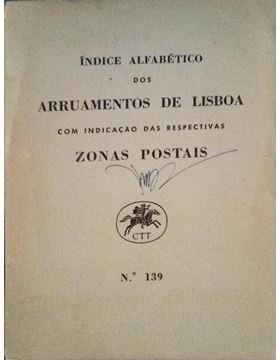 ÍNDICE ALFABÉTICO
DOS
ARRUAMENTOS DE LISBOA
COM INDICAÇÃO DAS RESPECTIVAS
ZONAS POSTAIS
CTT
N.º 139